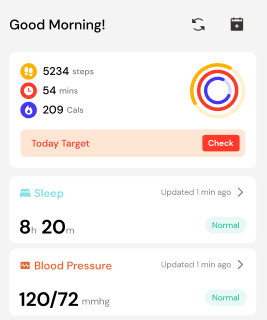 Good Morning!
5234 steps
54 mins
209 Cals
Today Target Check
Sleep Updated 1 min ago
8h 20m Normal
Blood Pressure Updated 1 min ago
120/72 mmhg Normal